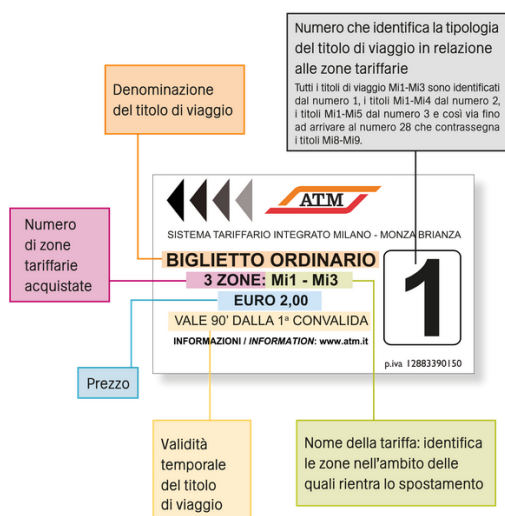 Numero che identifica la tipologia
del titolo di viaggio in relazione
alle zone tariffarie
Tutti i titoli di viaggio Mi1-Mi3 sono identificati
dal numero 1, i titoli Mi1-Mi4 dal numero 2,
i titoli Mi1-Mi5 dal numero 3 e così via fino
ad arrivare al numero 28 che contrassegna
i titoli Mi8-Mi9.
Denominazione
del titolo di viaggio
Numero
di zone
tariffarie
acquistate
Prezzo
ATM
SISTEMA TARIFFARIO INTEGRATO MILANO - MONZA BRIANZA
BIGLIETTO ORDINARIO
3 ZONE: Mi1 - Mi3
EURO 2,00
VALE 90' DALLA 1ª CONVALIDA
INFORMAZIONI / INFORMATION: www.atm.it
1
p.iva 12883390150
Validità
temporale
del titolo
di viaggio
Nome della tariffa: identifica
le zone nell'ambito delle
quali rientra lo spostamento